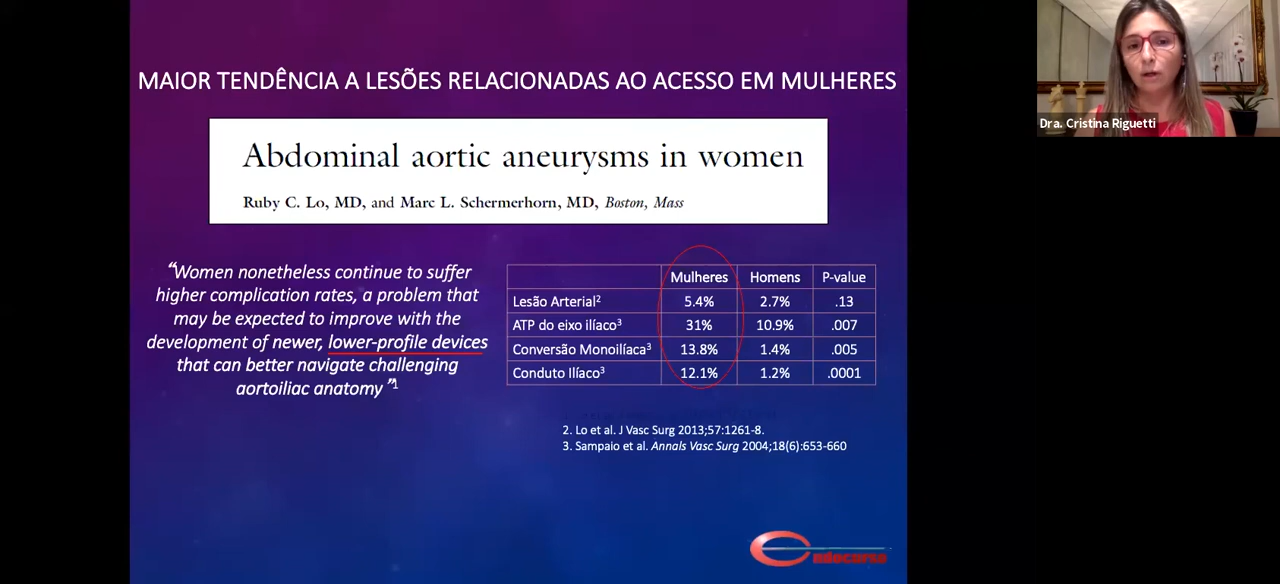 MAIOR TENDÊNCIA A LESÕES RELACIONADAS AO ACESSO EM MULHERES
Abdominal aortic aneurysms in women
Ruby C. Lo, MD, and Marc L. Schermerhorn, MD, Boston, Mass
“Women nonetheless continue to suffer
higher complication rates, a problem that
may be expected to improve with the
development of newer, lower-profile devices
that can better navigate challenging
aortoiliac anatomy”1
Mulheres Homens P-value
Lesão Arterial2 5.4% 2.7% .13
ATP do eixo ilíaco3 31% 10.9% .007
Conversão Monoilíaca3 13.8% 1.4% .005
Conduto Ilíaco3 12.1% 1.2% .0001
2. Lo et al. J Vasc Surg 2013;57:1261-8.
3. Sampaio et al. Annals Vasc Surg 2004;18(6):653-660
Endocurso
Dra. Cristina Riguetti